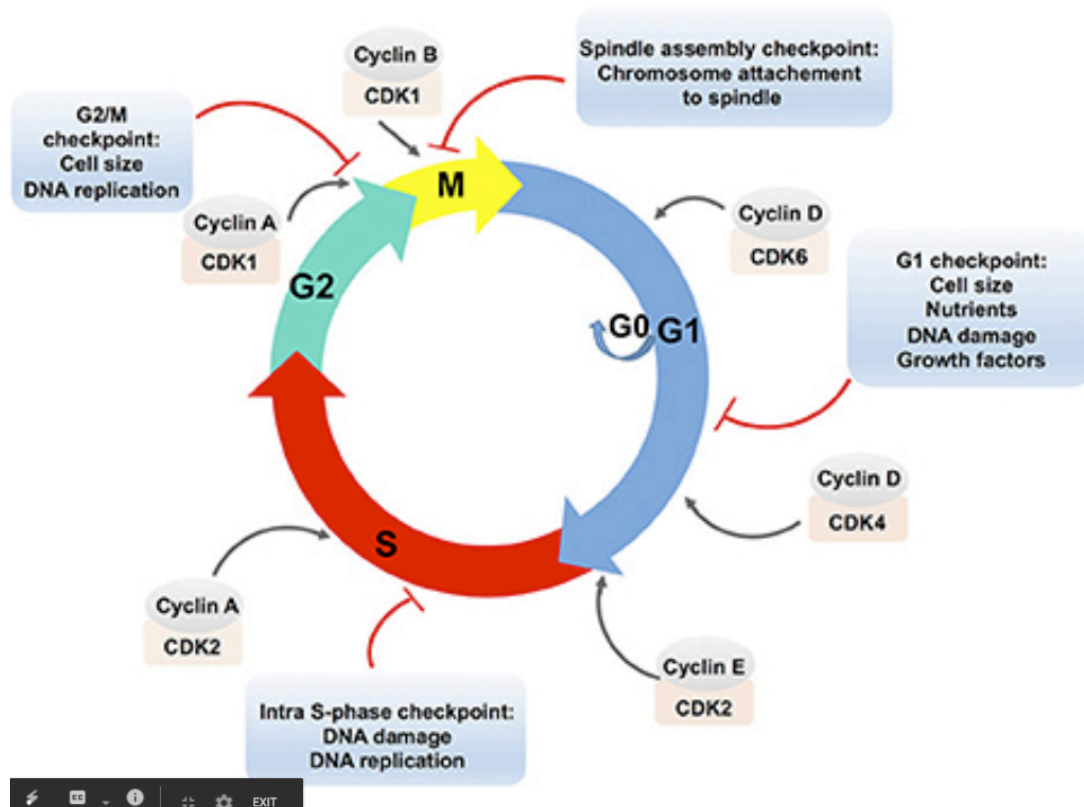 Cyclin B
CDK1
Spindle assembly checkpoint:
Chromosome attachement
to spindle
G2/M
checkpoint:
Cell size
DNA replication
M
Cyclin A
CDK1
Cyclin D
CDK6
G2
G0
G1
G1 checkpoint:
Cell size
Nutrients
DNA damage
Growth factors
Cyclin D
CDK4
S
Cyclin A
CDK2
Cyclin E
CDK2
Intra S-phase checkpoint:
DNA damage
DNA replication
CC
EXIT